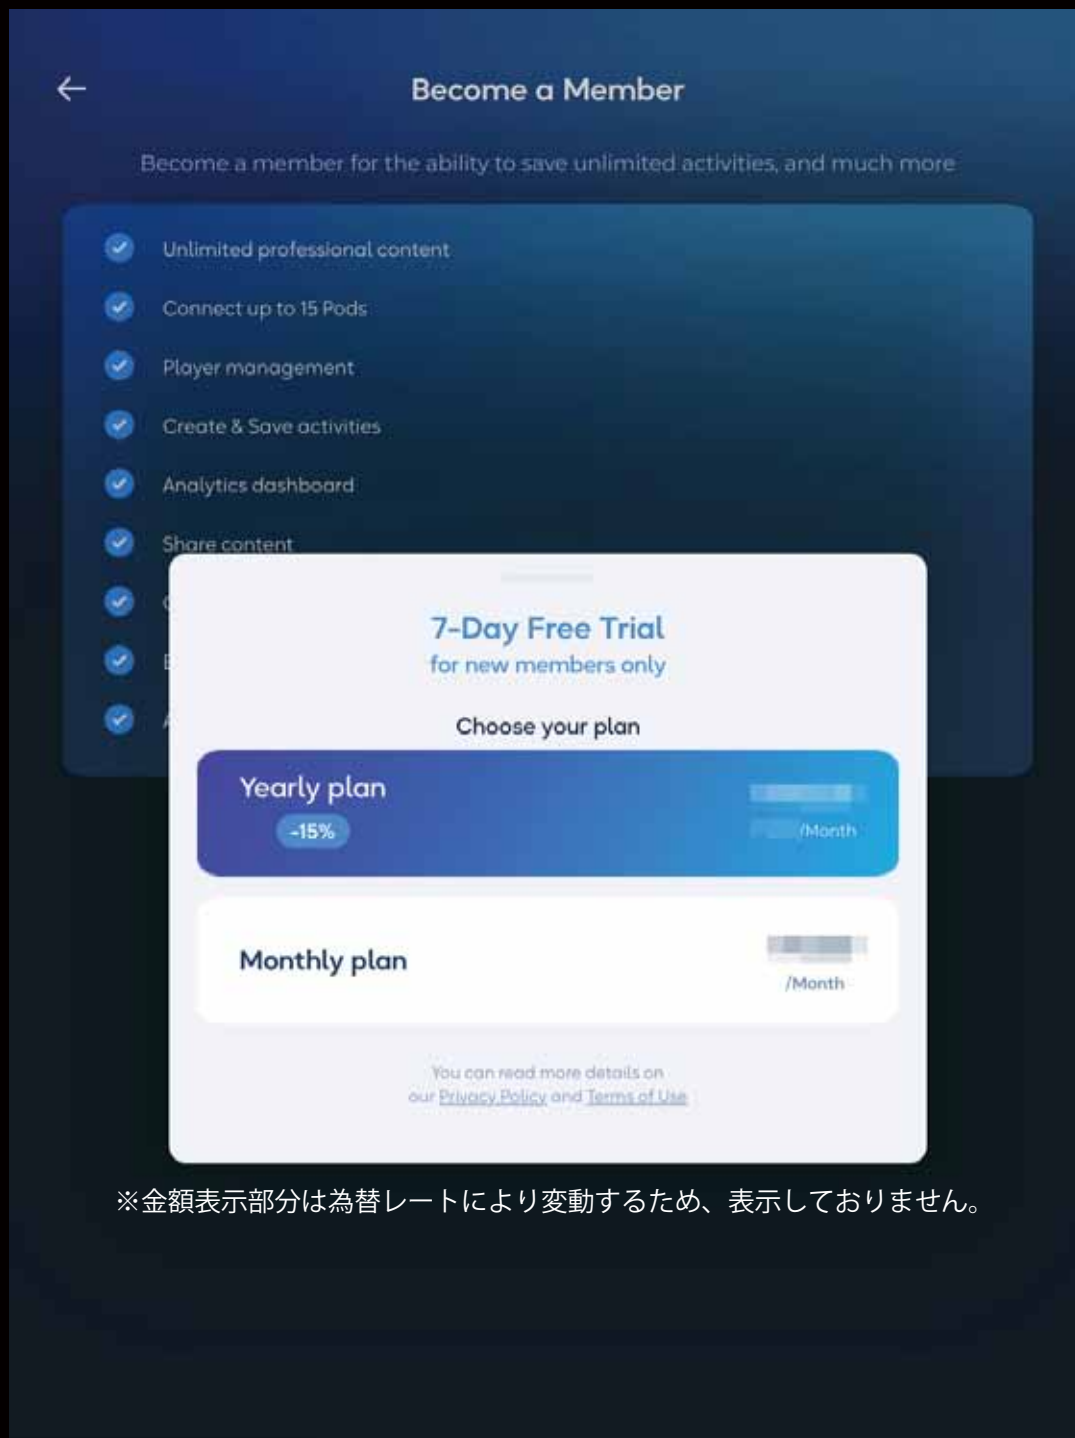 Become a Member
Become a member for the ability to save unlimited activities, and much more
Unlimited professional content
Connect up to 15 Pods
Player management
Create & Save activities
Analytics dashboard
Share content
7-Day Free Trial
for new members only
Choose your plan
Yearly plan
-15%
/Month
Monthly plan
/Month
You can read more details on
our Privacy Policy and Terms of Use
※金額表示部分は為替レートにより変動するため、表示しておりません。